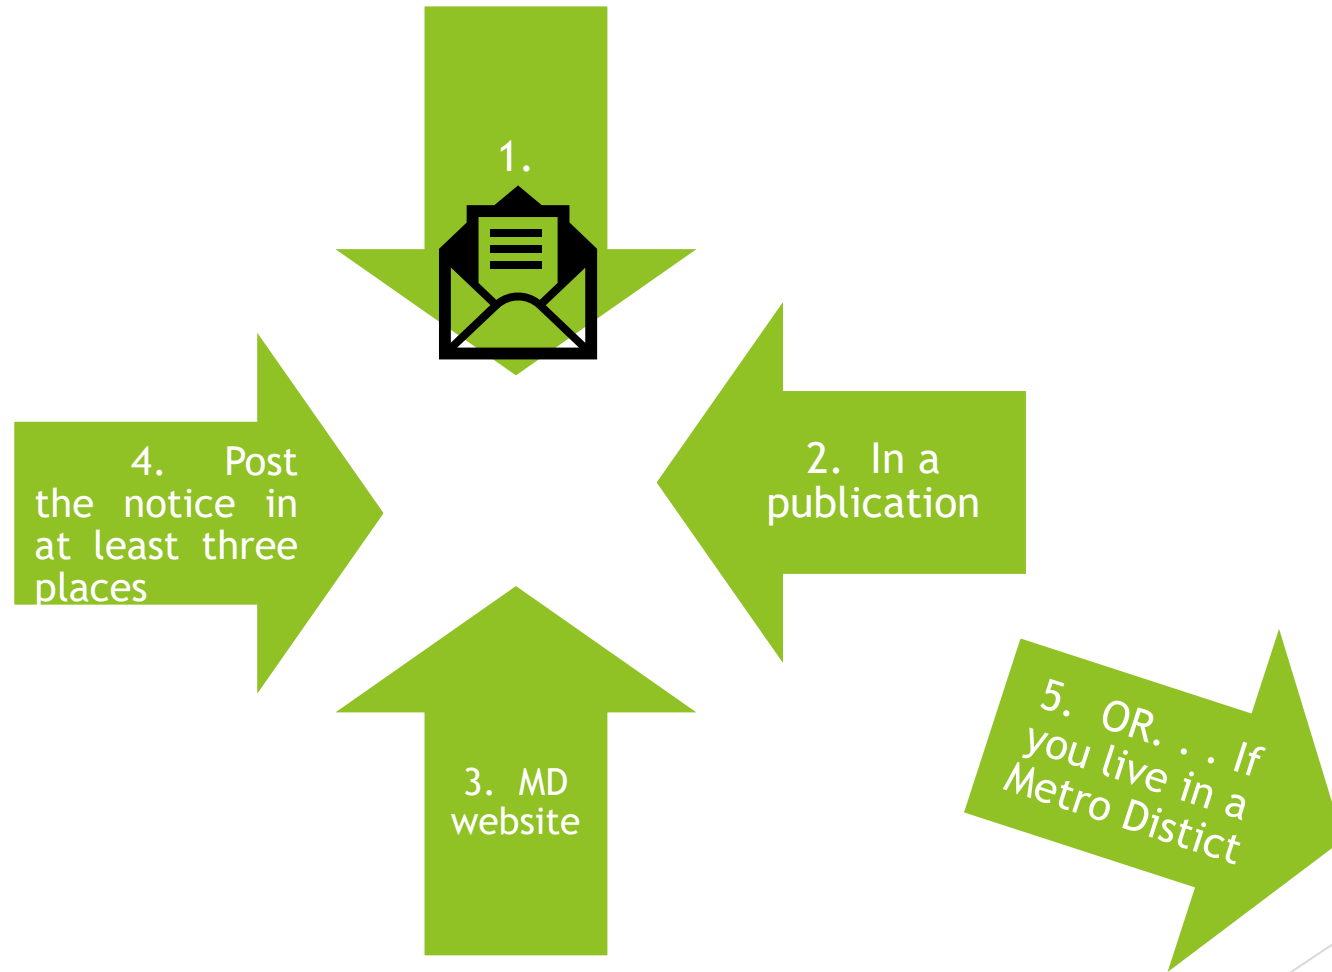 1.
2. In a
publication
3. MD
website
4. Post
the notice in
at least three
places
5. OR. . . If
you live in a
Metro Distict